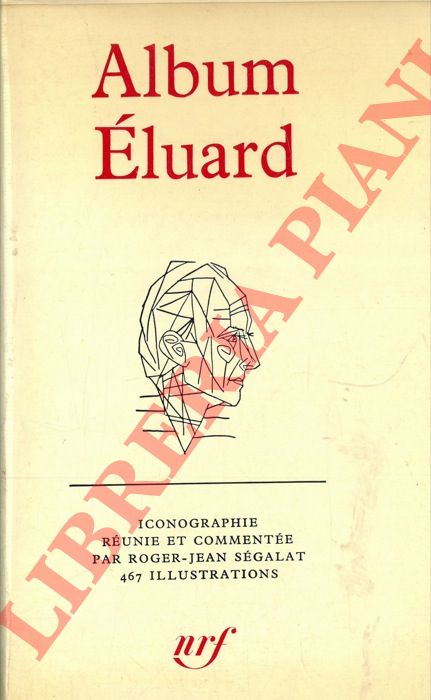 Album
Éluard
ICONOGRAPHIE
RÉUNIE ET COMMENTÉE
PAR ROGER-JEAN SÉGALAT
467 ILLUSTRATIONS
nrf
LIBRERIA PIANI